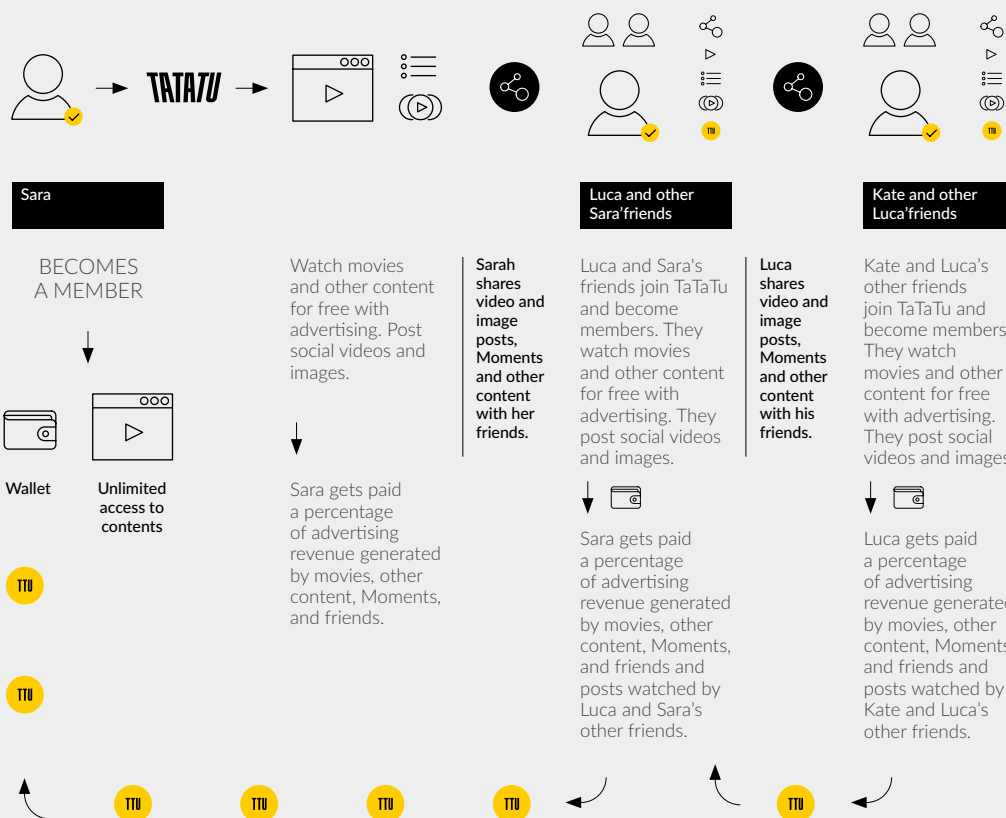 TATATU
TTU
TTU
Sara
Luca and other
Sara'friends
Kate and other
Luca'friends
BECOMES
A MEMBER
Wallet
Unlimited
access to
contents
TTU
TTU
Watch movies
and other content
for free with
advertising. Post
social videos and
images.
Sara gets paid
a percentage
of advertising
revenue generated
by movies, other
content, Moments,
and friends.
Sarah
shares
video and
image
posts,
Moments
and other
content
with her
friends.
Luca and Sara's
friends join TaTaTu
and become
members. They
watch movies
and other content
for free with
advertising. They
post social videos
and images.
Sara gets paid
a percentage
of advertising
revenue generated
by movies, other
content, Moments,
and friends and
posts watched by
Luca and Sara's
other friends.
Luca
shares
video and
image
posts,
Moments
and other
content
with his
friends.
Kate and Luca's
other friends
join TaTaTu and
become members
They watch
movies and other
content for free
with advertising.
They post social
videos and images
Luca gets paid
a percentage
of advertising
revenue generated
by movies, other
content, Moments
and friends and
posts watched by
Kate and Luca's
other friends.
TTU
TTU
TTU
TTU
TTU